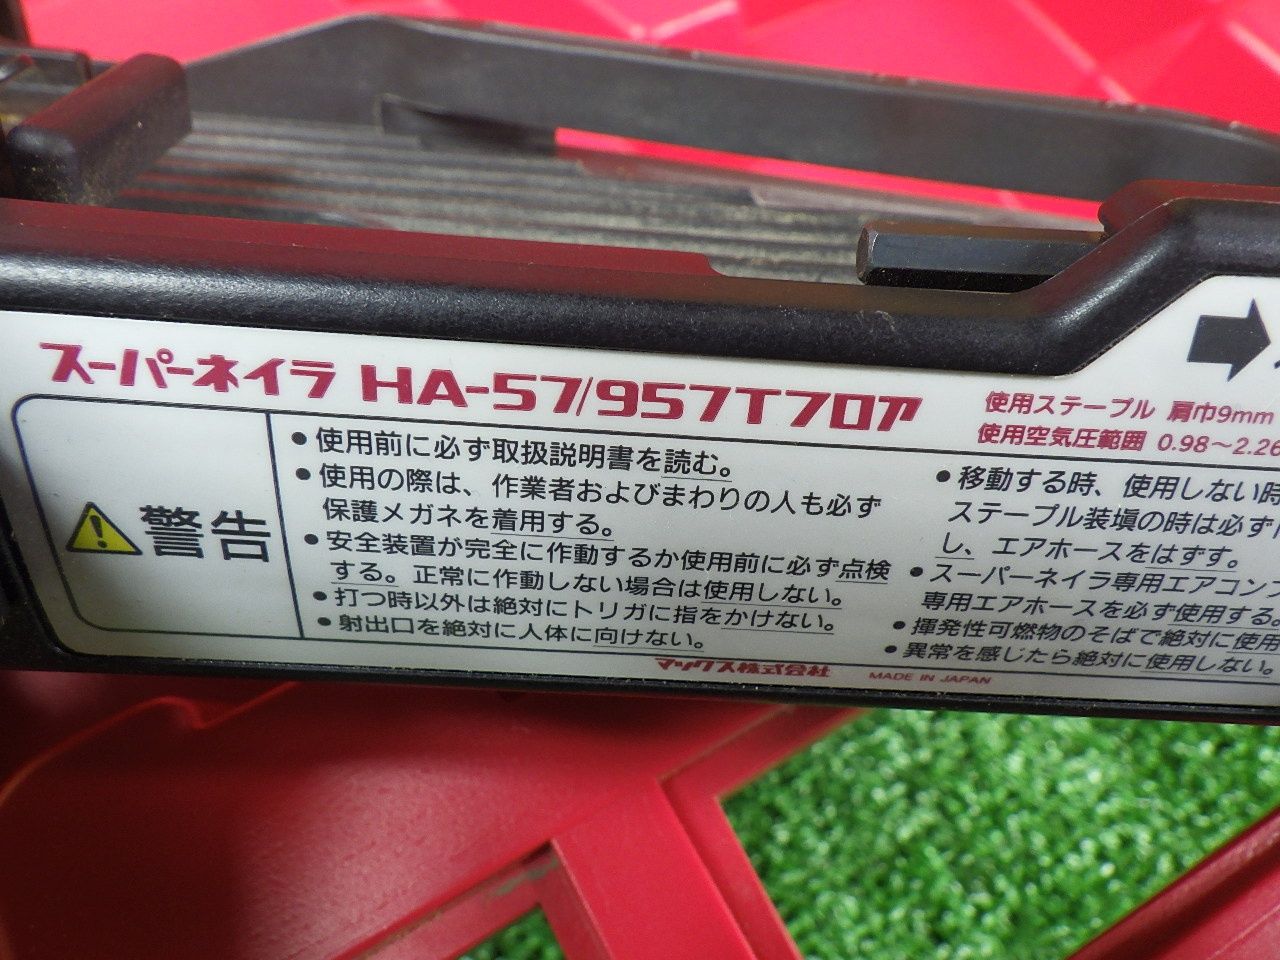 スーパーネイラ HA-57/957Tフロア
使用ステープル 肩巾9mm
使用空気圧範囲 0.98～2.26
警告
● 使用前に必ず取扱説明書を読む。
● 使用の際は、作業者およびまわりの人も必ず
保護メガネを着用する。
● 安全装置が完全に作動するか使用前に必ず点検
する。正常に作動しない場合は使用しない。
● 打つ時以外は絶対にトリガに指をかけない。
● 射出口を絶対に人体に向けない。
● 移動する時、使用しない時
ステープル装塡の時は必ず
し、エアホースをはずす。
● スーパーネイラ専用エアコンプ
専用エアホースを必ず使用する。
● 揮発性可燃物のそばで絶対に使用
● 異常を感じたら絶対に使用しない。
マックス株式会社 MADE IN JAPAN